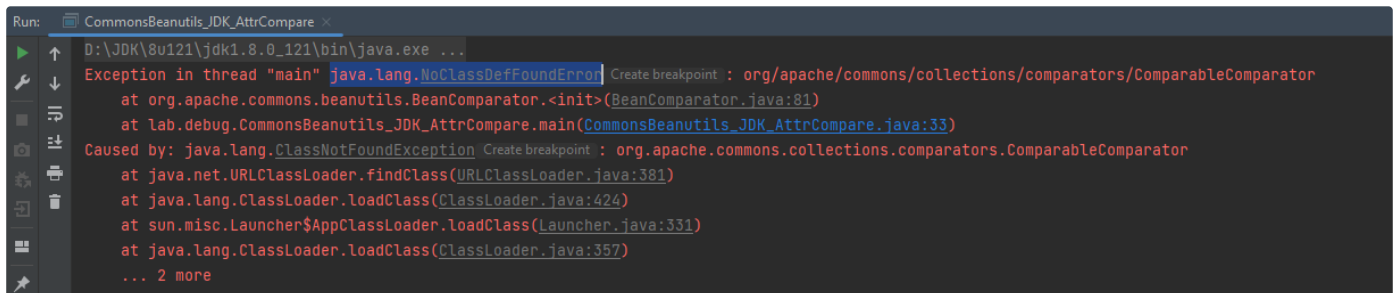 Run: CommonsBeanutils_JDK_AttrCompare ×
D:\JDK\8u121\jdk1.8.0_121\bin\java.exe ...
Exception in thread "main" java.lang.NoClassDefFoundError Create breakpoint : org/apache/commons/collections/comparators/ComparableComparator
at org.apache.commons.beanutils.BeanComparator.<init>(BeanComparator.java:81)
at lab.debug.CommonsBeanutils_JDK_AttrCompare.main(CommonsBeanutils_JDK_AttrCompare.java:33)
Caused by: java.lang.ClassNotFoundException Create breakpoint : org.apache.commons.collections.comparators.ComparableComparator
at java.net.URLClassLoader.findClass(URLClassLoader.java:381)
at java.lang.ClassLoader.loadClass(ClassLoader.java:424)
at sun.misc.Launcher$AppClassLoader.loadClass(Launcher.java:331)
at java.lang.ClassLoader.loadClass(ClassLoader.java:357)
... 2 more